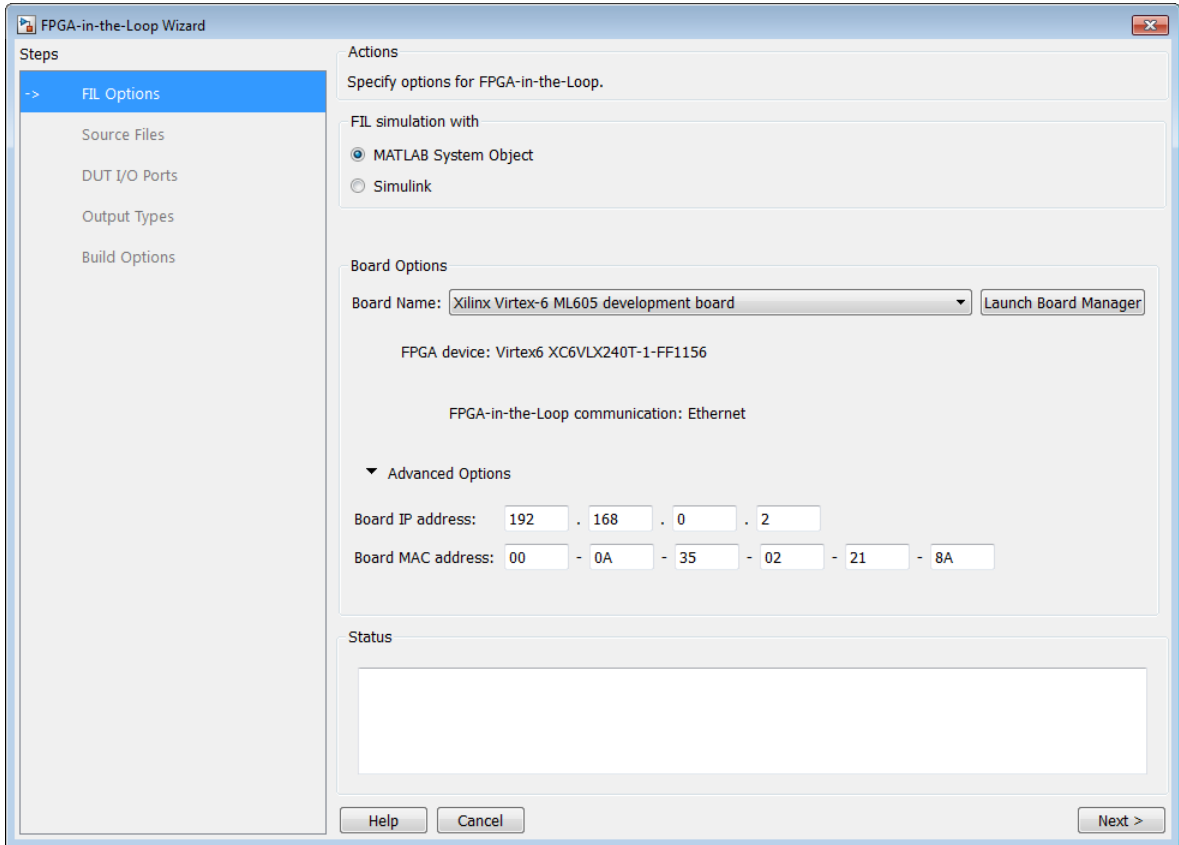 FPGA-in-the-Loop Wizard
Steps
-> FIL Options
Source Files
DUT I/O Ports
Output Types
Build Options
Actions
Specify options for FPGA-in-the-Loop.
FIL simulation with
MATLAB System Object
Simulink
Board Options
Board Name: Xilinx Virtex-6 ML605 development board Launch Board Manager
FPGA device: Virtex6 XC6VLX240T-1-FF1156
FPGA-in-the-Loop communication: Ethernet
Advanced Options
Board IP address: 192 . 168 . 0 . 2
Board MAC address: 00 - 0A - 35 - 02 - 21 - 8A
Status
Help Cancel Next >